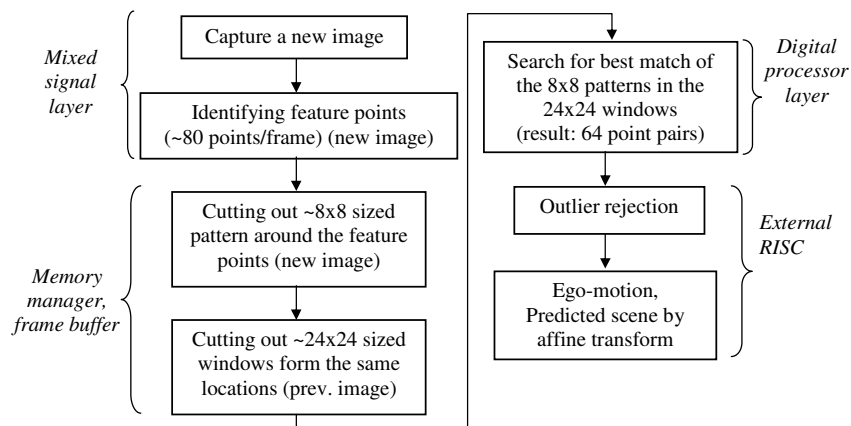 Mixed
signal
layer
Capture a new image
Identifying feature points
(~80 points/frame) (new image)
Memory
manager,
frame buffer
Cutting out ~8x8 sized
pattern around the feature
points (new image)
Cutting out ~24x24 sized
windows form the same
locations (prev. image)
Search for best match of
the 8x8 patterns in the
24x24 windows
(result: 64 point pairs)
Digital
processor
layer
Outlier rejection
Ego-motion,
Predicted scene by
affine transform
External
RISC